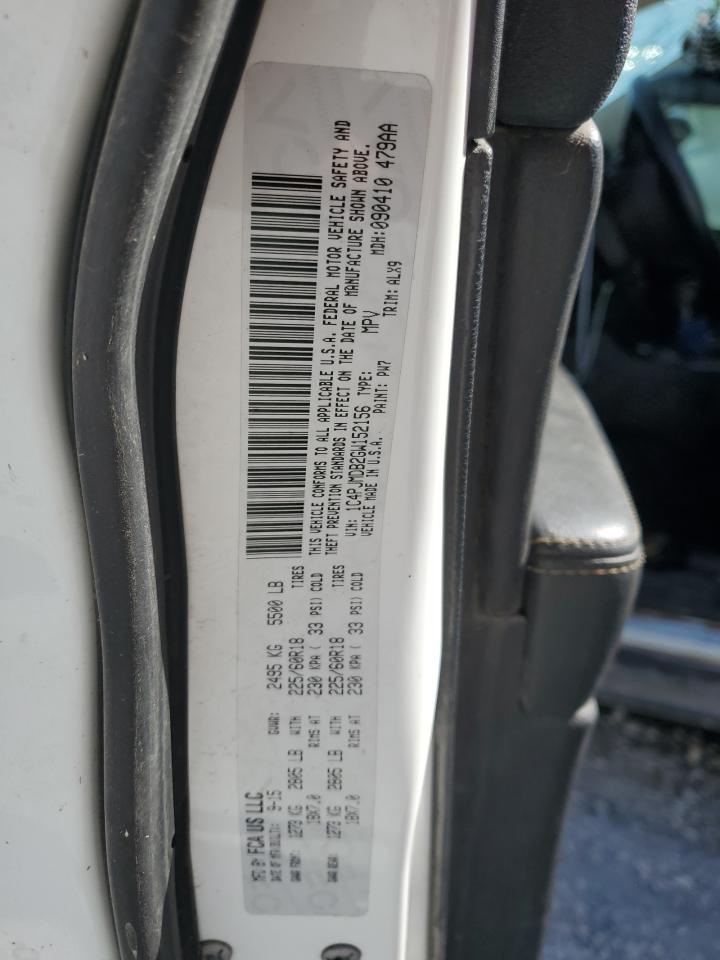 MFG BY FCA US LLC
DATE OF MFR: 9-15 GVWR: 2495 KG 5500 LB
GAWR FRONT: 1273 KG 2805 LB WITH 225/60R18 TIRES
18X7.0 RIMS AT 230 KPA ( 33 PSI) COLD
GAWR REAR: 1273 KG 2805 LB WITH 225/60R18 TIRES
18X7.0 RIMS AT 230 KPA ( 33 PSI) COLD
THIS VEHICLE CONFORMS TO ALL APPLICABLE U.S.A. FEDERAL MOTOR VEHICLE SAFETY AND
THEFT PREVENTION STANDARDS IN EFFECT ON THE DATE OF MANUFACTURE SHOWN ABOVE.
VIN: 1C4PJMDB2GW152156 TYPE: MPV MDH:090410 479AA
VEHICLE MADE IN U.S.A. PAINT: PW7 TRIM: ALX9